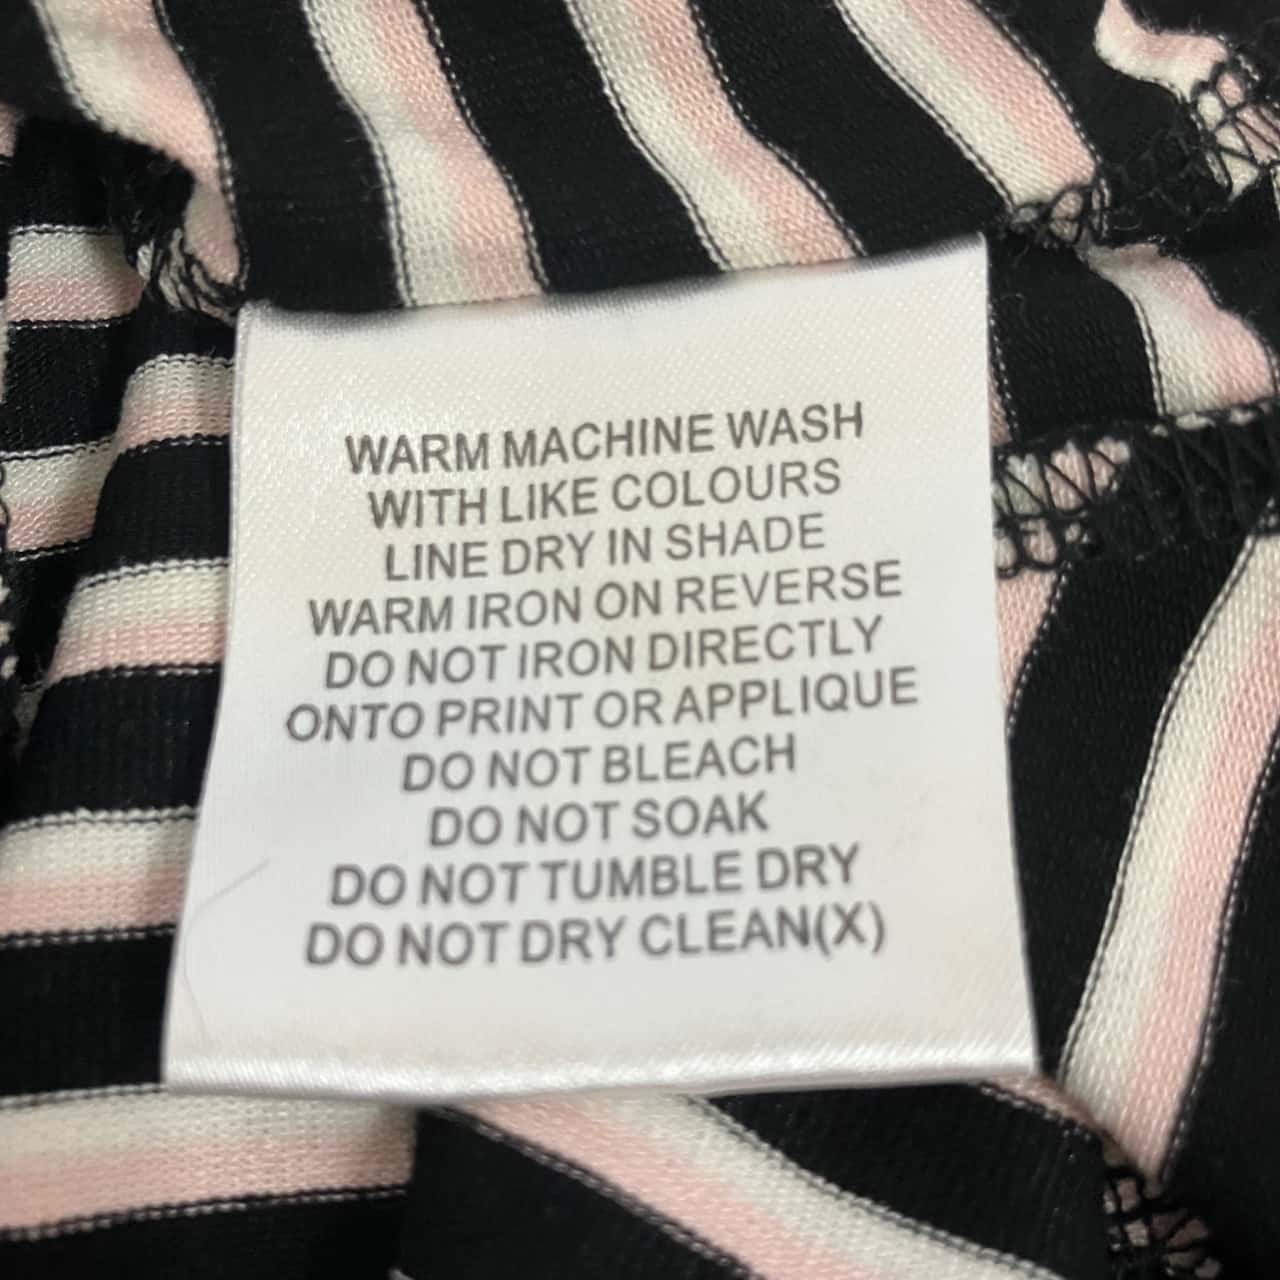 WARM MACHINE WASH
WITH LIKE COLOURS
LINE DRY IN SHADE
WARM IRON ON REVERSE
DO NOT IRON DIRECTLY
ONTO PRINT OR APPLIQUE
DO NOT BLEACH
DO NOT SOAK
DO NOT TUMBLE DRY
DO NOT DRY CLEAN(X)